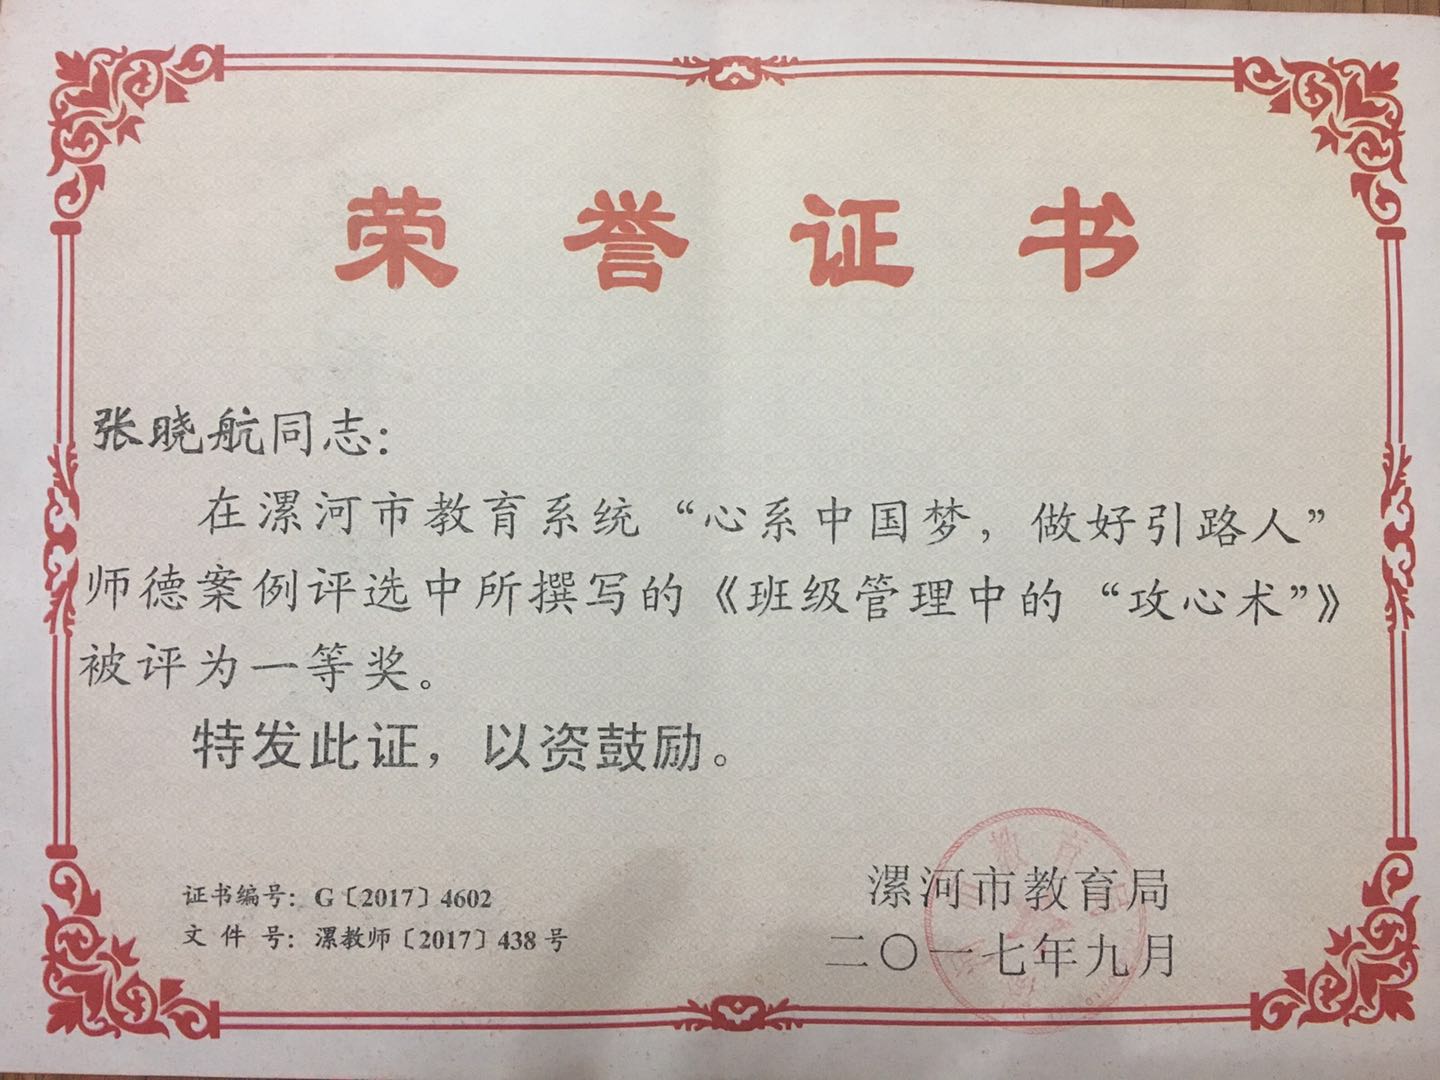 荣誉证书
张晓航同志：
在漯河市教育系统“心系中国梦，做好引路人”
师德案例评选中所撰写的《班级管理中的“攻心术”》
被评为一等奖。
特发此证，以资鼓励。
证书编号：G〔2017〕4602
文件号：漯教师〔2017〕438号
漯河市教育局
二〇一七年九月